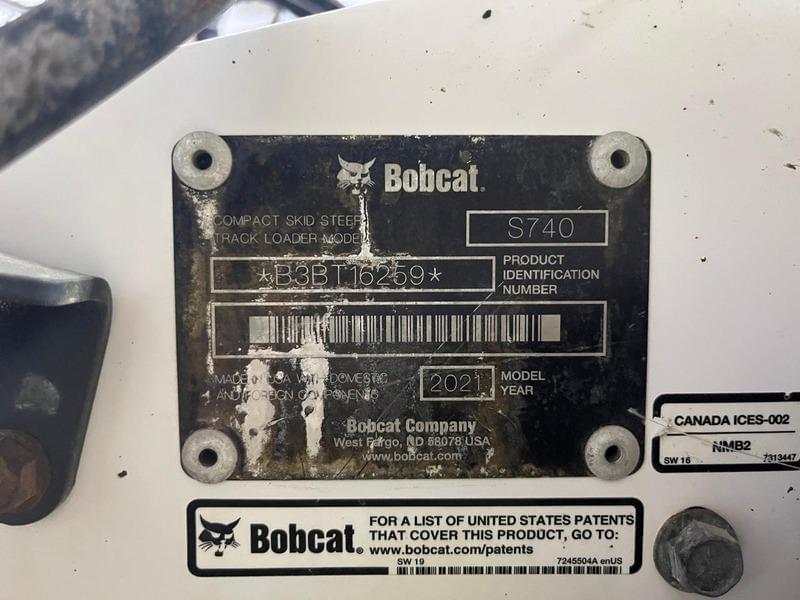 Bobcat.
COMPACT SKID STEER
TRACK LOADER MODEL
S740
*B3BT16259*
PRODUCT
IDENTIFICATION
NUMBER
MADE IN USA WITH DOMESTIC
AND FOREIGN COMPONENTS
2021
MODEL
YEAR
Bobcat Company
West Fargo, ND 58078 USA
www.bobcat.com
CANADA ICES-002
NMB2
SW 16 7313447
Bobcat.
FOR A LIST OF UNITED STATES PATENTS
THAT COVER THIS PRODUCT, GO TO:
www.bobcat.com/patents
SW 19 7245504A enUS